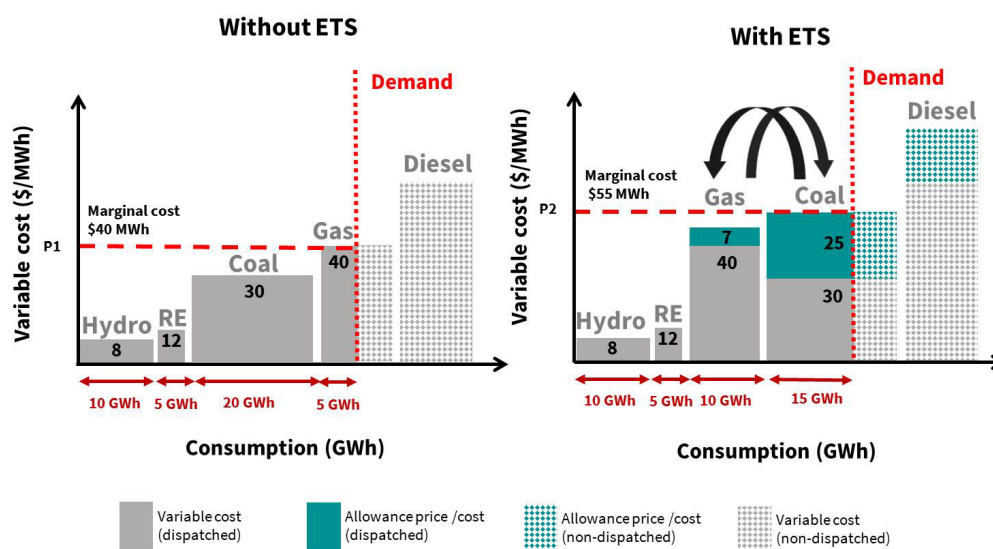 Without ETS
Variable cost ($/MWh)
Demand
Diesel
Marginal cost
$40 MWh
P1
Gas
40
Coal
30
Hydro
8
RE
12
10 GWh
5 GWh
20 GWh
5 GWh
Consumption (GWh)
With ETS
Variable cost ($/MWh)
Demand
Diesel
Marginal cost
$55 MWh
P2
Gas
7
40
Coal
25
30
Hydro
8
RE
12
10 GWh
5 GWh
10 GWh
15 GWh
Consumption (GWh)
Variable cost
(dispatched)
Allowance price /cost
(dispatched)
Allowance price /cost
(non-dispatched)
Variable cost
(non-dispatched)